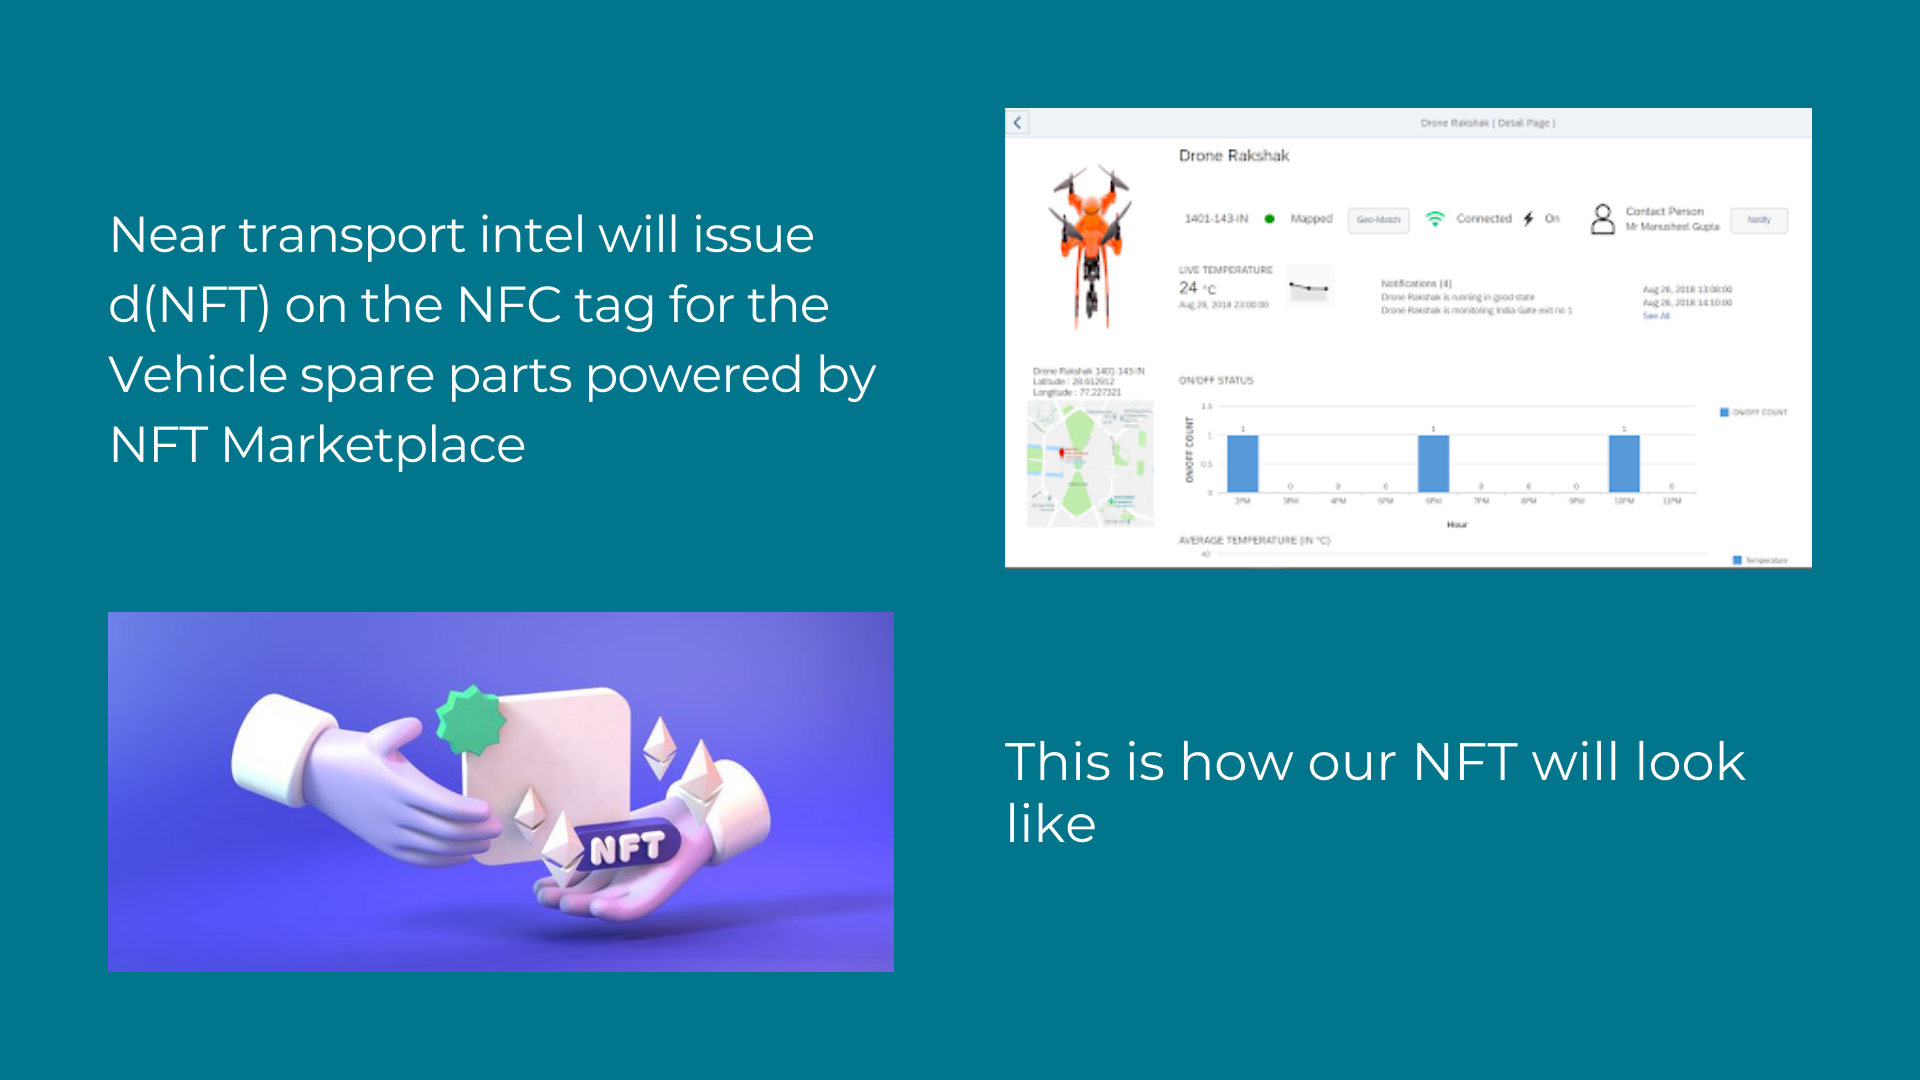 Near transport intel will issue
d(NFT) on the NFC tag for the
Vehicle spare parts powered by
NFT Marketplace
Drone Rakshak ( Detail Page )
Drone Rakshak
1401-143-IN
Mapped
Geo-Match
Connected
On
Contact Person
Mr Manusheel Gupta
Notify
LIVE TEMPERATURE
24 °C
Aug 26, 2018 23:00:00
Notifications (4)
Drone Rakshak is running in good state
Drone Rakshak is monitoring India Gate exit no 1
Aug 26, 2018 13:08:00
Aug 26, 2018 14:10:00
See All
Drone Rakshak 1401-143-IN
Latitude : 28.612912
Longitude : 77.227321
ON/OFF STATUS
ON/OFF COUNT
1.5
1
0.5
0
1 0 0 0 1 0 0 0 1 0
2PM 3PM 4PM 5PM 6PM 7PM 8PM 9PM 10PM 11PM
Hour
ON/OFF COUNT
AVERAGE TEMPERATURE (IN °C)
40
Temperature
NFT
This is how our NFT will look
like